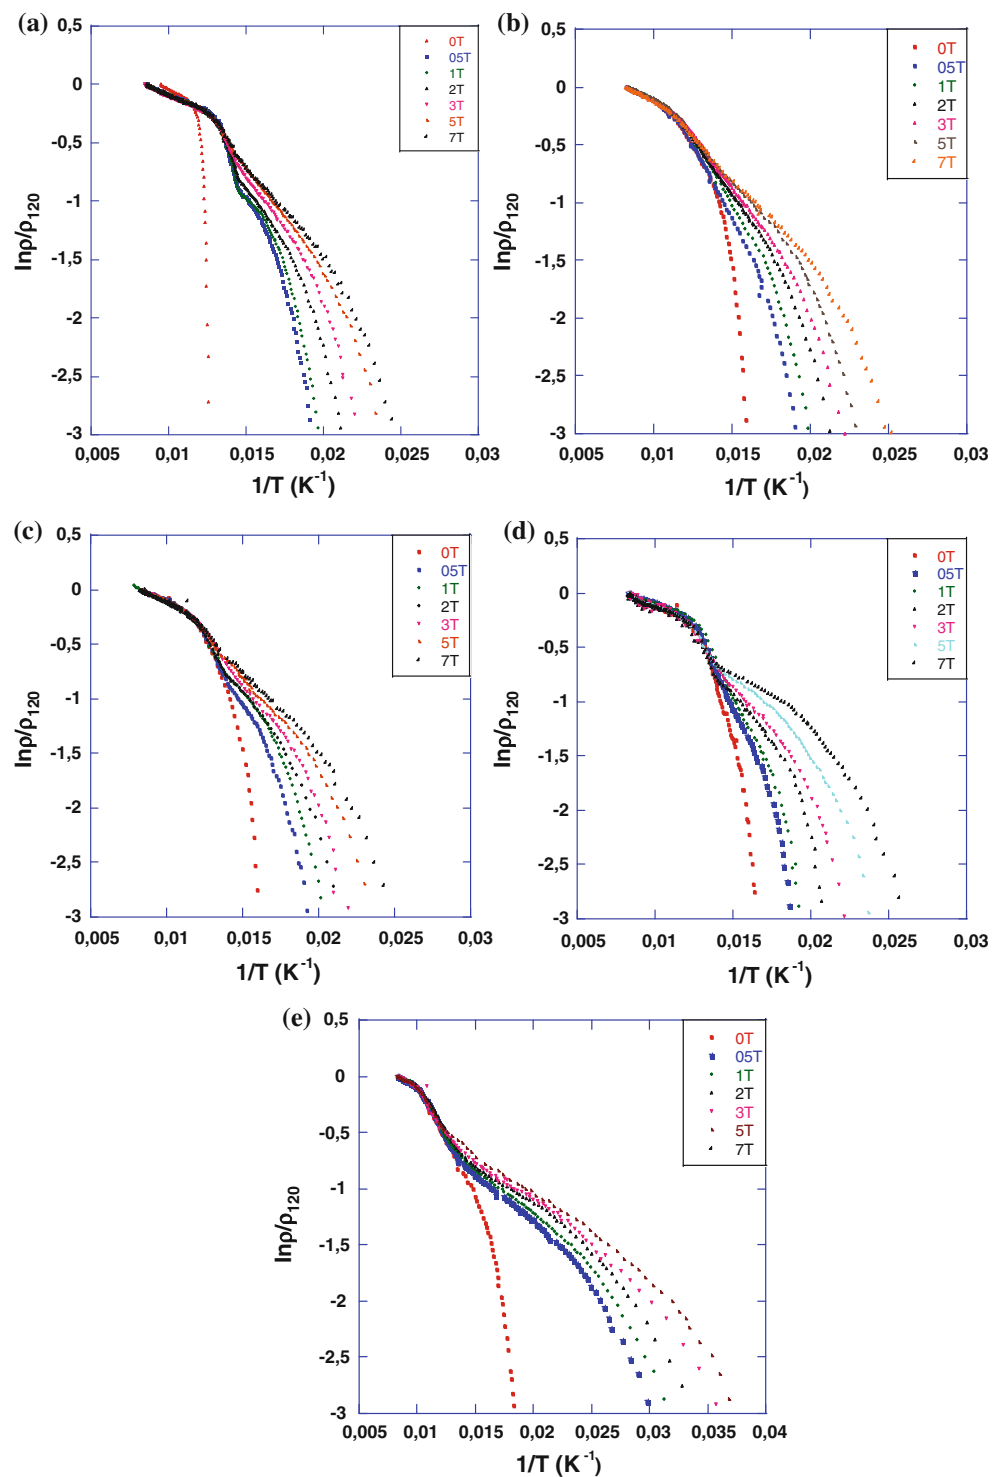 (a)
0,5
0
-0,5
-1
-1,5
-2
-2,5
-3
lnρ/ρ120
0,005 0,01 0,015 0,02 0,025 0,03
1/T (K-1)
0T
05T
1T
2T
3T
5T
7T
(b)
0,5
0
-0,5
-1
-1,5
-2
-2,5
-3
lnρ/ρ120
0,005 0,01 0,015 0,02 0,025 0,03
1/T (K-1)
0T
05T
1T
2T
3T
5T
7T
(c)
0,5
0
-0,5
-1
-1,5
-2
-2,5
-3
lnρ/ρ120
0,005 0,01 0,015 0,02 0,025 0,03
1/T (K-1)
0T
05T
1T
2T
3T
5T
7T
(d)
0,5
0
-0,5
-1
-1,5
-2
-2,5
-3
lnρ/ρ120
0,005 0,01 0,015 0,02 0,025 0,03
1/T (K-1)
0T
05T
1T
2T
3T
5T
7T
(e)
0,5
0
-0,5
-1
-1,5
-2
-2,5
-3
lnρ/ρ120
0,005 0,01 0,015 0,02 0,025 0,03 0,035 0,04
1/T (K-1)
0T
05T
1T
2T
3T
5T
7T